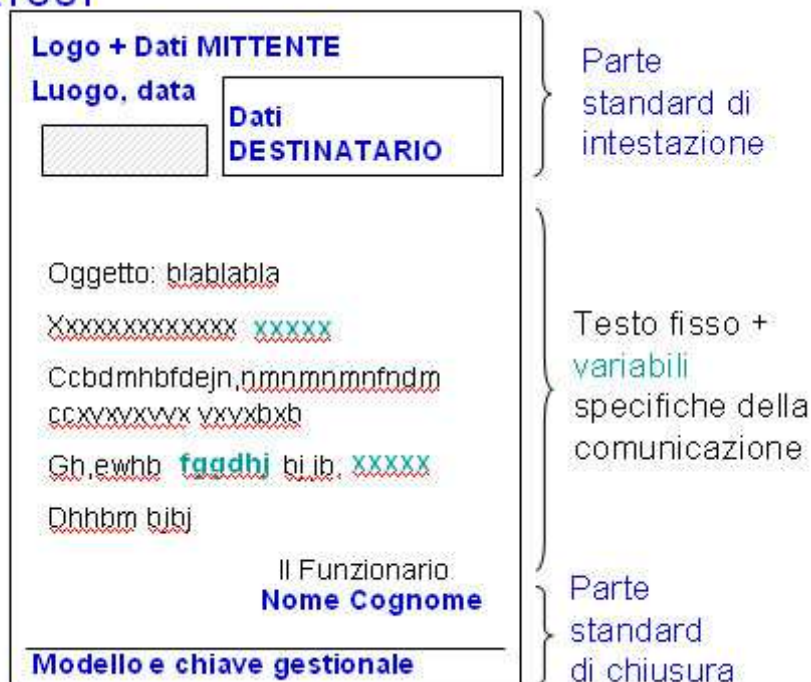 Logo + Dati MITTENTE
Luogo, data
Dati
DESTINATARIO
Parte
standard di
intestazione
Oggetto: blablabla
Xxxxxxxxxxxxx xxxxx
Ccbdmhbfdejn,nmnmnmnfndm
ccxvxvxvvx vxvxbxb
Gh,ewhb fggdhj bj,jb, xxxxx
Dhhbm bjbj
Testo fisso +
variabili
specifiche della
comunicazione
Il Funzionario
Nome Cognome
Modello e chiave gestionale
Parte
standard
di chiusura